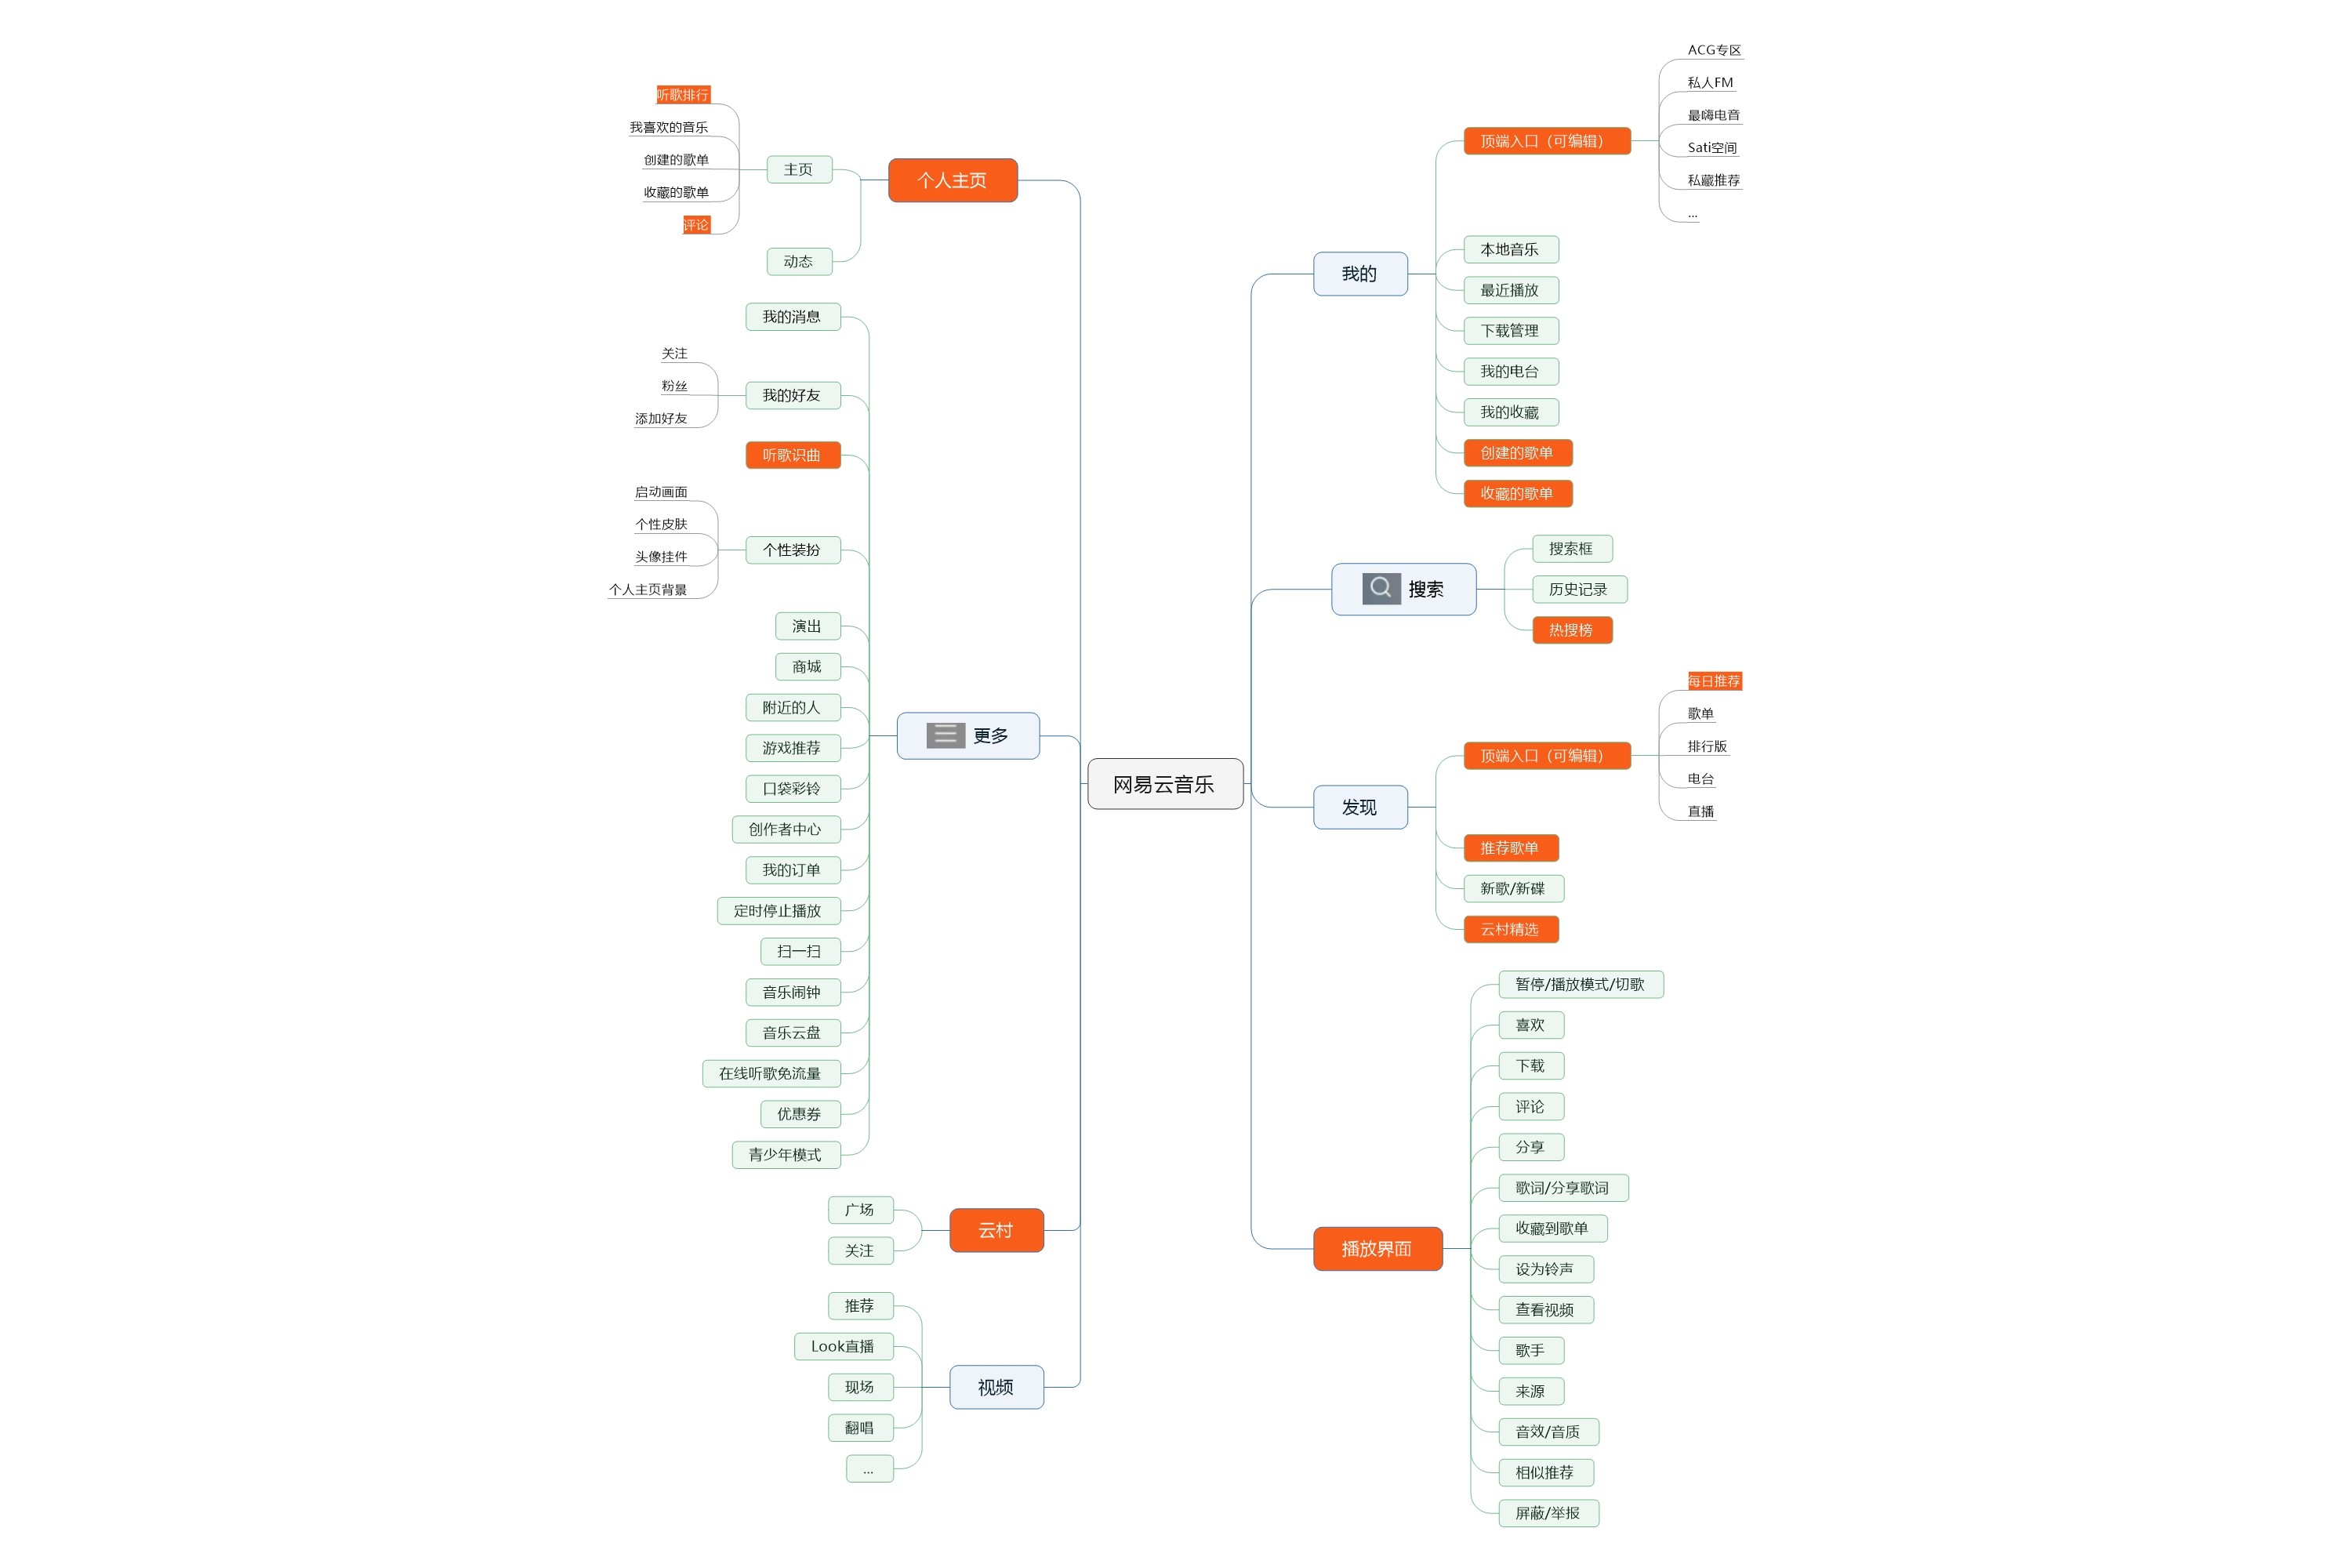 网易云音乐
我的
顶端入口（可编辑）
ACG专区
私人FM
最嗨电音
Sati空间
私藏推荐
...
本地音乐
最近播放
下载管理
我的电台
我的收藏
创建的歌单
收藏的歌单
搜索
搜索框
历史记录
热搜榜
发现
顶端入口（可编辑）
每日推荐
歌单
排行版
电台
直播
推荐歌单
新歌/新碟
云村精选
播放界面
暂停/播放模式/切歌
喜欢
下载
评论
分享
歌词/分享歌词
收藏到歌单
设为铃声
查看视频
歌手
来源
音效/音质
相似推荐
屏蔽/举报
个人主页
主页
听歌排行
我喜欢的音乐
创建的歌单
收藏的歌单
评论
动态
更多
我的消息
我的好友
关注
粉丝
添加好友
听歌识曲
个性装扮
启动画面
个性皮肤
头像挂件
个人主页背景
演出
商城
附近的人
游戏推荐
口袋彩铃
创作者中心
我的订单
定时停止播放
扫一扫
音乐闹钟
音乐云盘
在线听歌免流量
优惠券
青少年模式
云村
广场
关注
视频
推荐
Look直播
现场
翻唱
...